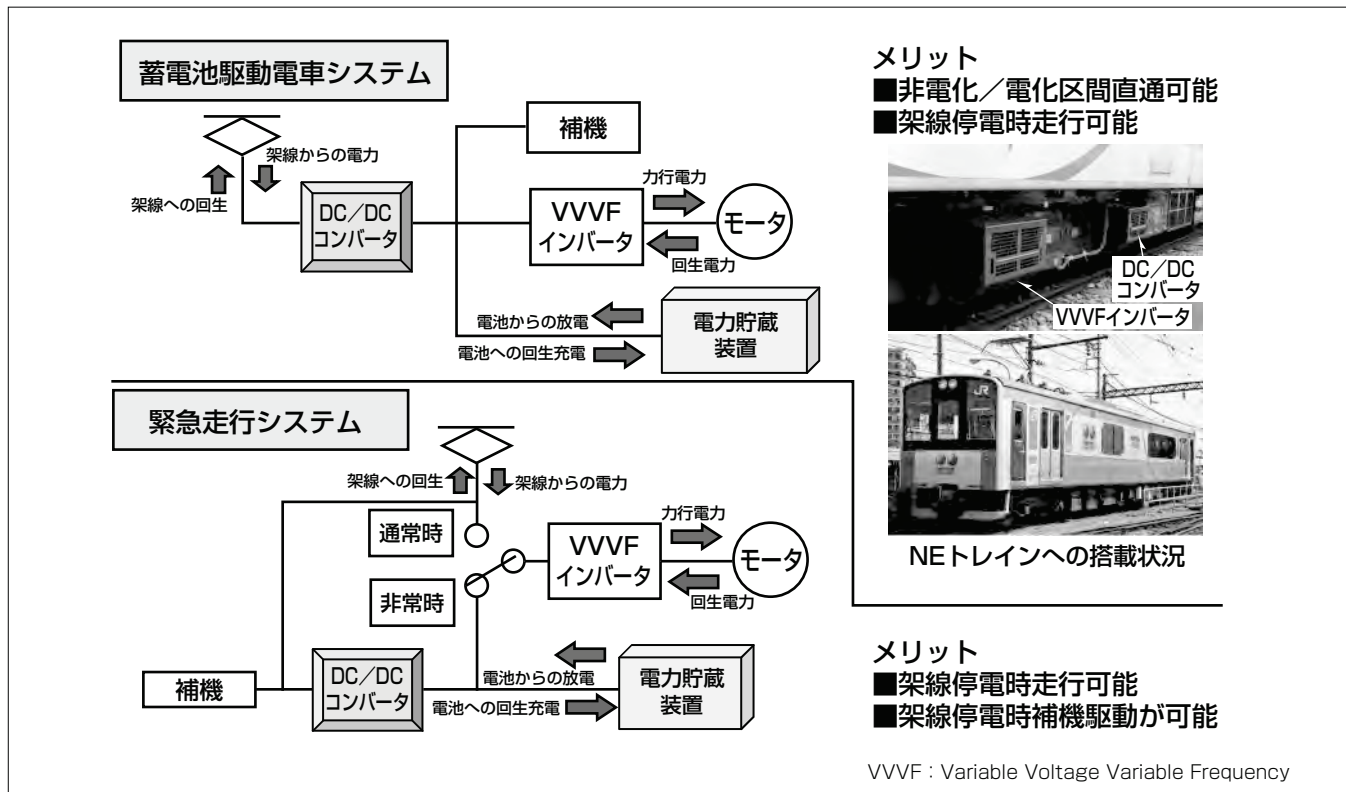 蓄電池駆動電車システム
架線からの電力
架線への回生
DC／DC
コンバータ
補機
VVVF
インバータ
力行電力
回生電力
モータ
電池からの放電
電池への回生充電
電力貯蔵
装置
メリット
■非電化／電化区間直通可能
■架線停電時走行可能
DC／DC
コンバータ
VVVFインバータ
JR
NEトレインへの搭載状況
緊急走行システム
架線への回生
架線からの電力
通常時
非常時
VVVF
インバータ
力行電力
回生電力
モータ
補機
DC／DC
コンバータ
電池からの放電
電池への回生充電
電力貯蔵
装置
メリット
■架線停電時走行可能
■架線停電時補機駆動が可能
VVVF：Variable Voltage Variable Frequency